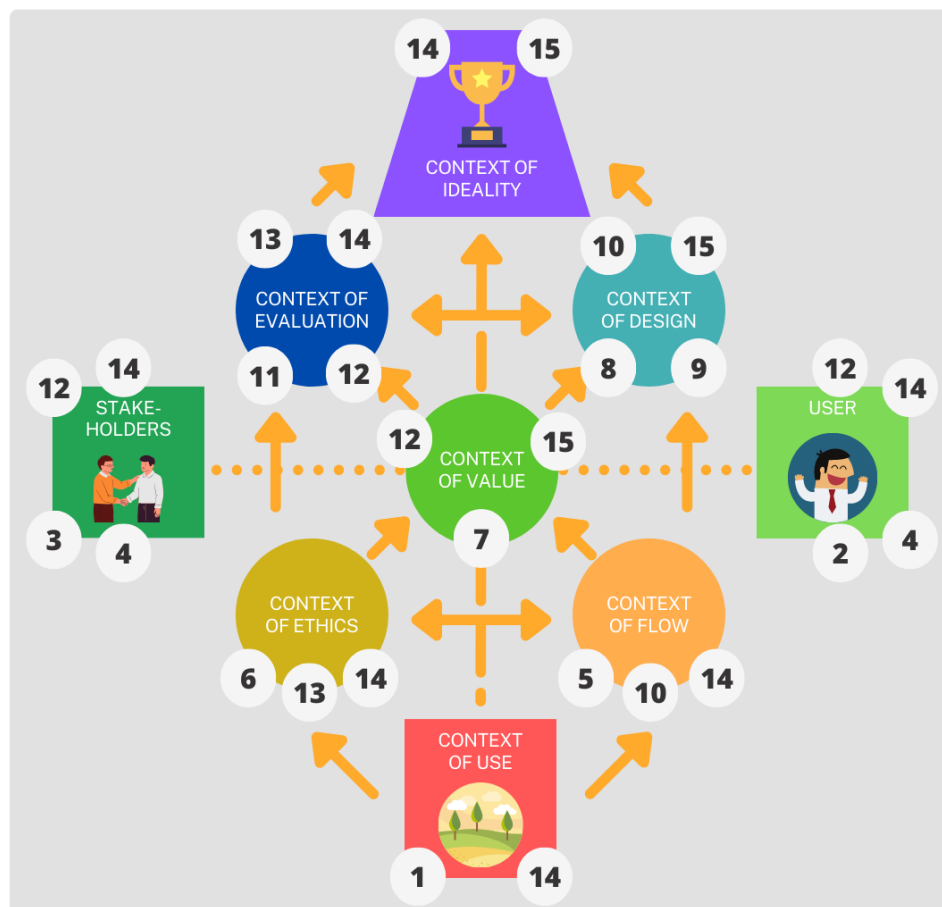 14
15
CONTEXT OF
IDEALITY
13
14
10
15
CONTEXT OF
EVALUATION
CONTEXT
OF DESIGN
11
12
8
9
12
14
STAKE-
HOLDERS
3
4
12
15
CONTEXT
OF VALUE
7
12
14
USER
2
4
CONTEXT
OF ETHICS
6
13
14
CONTEXT
OF FLOW
5
10
14
CONTEXT
OF USE
1
14